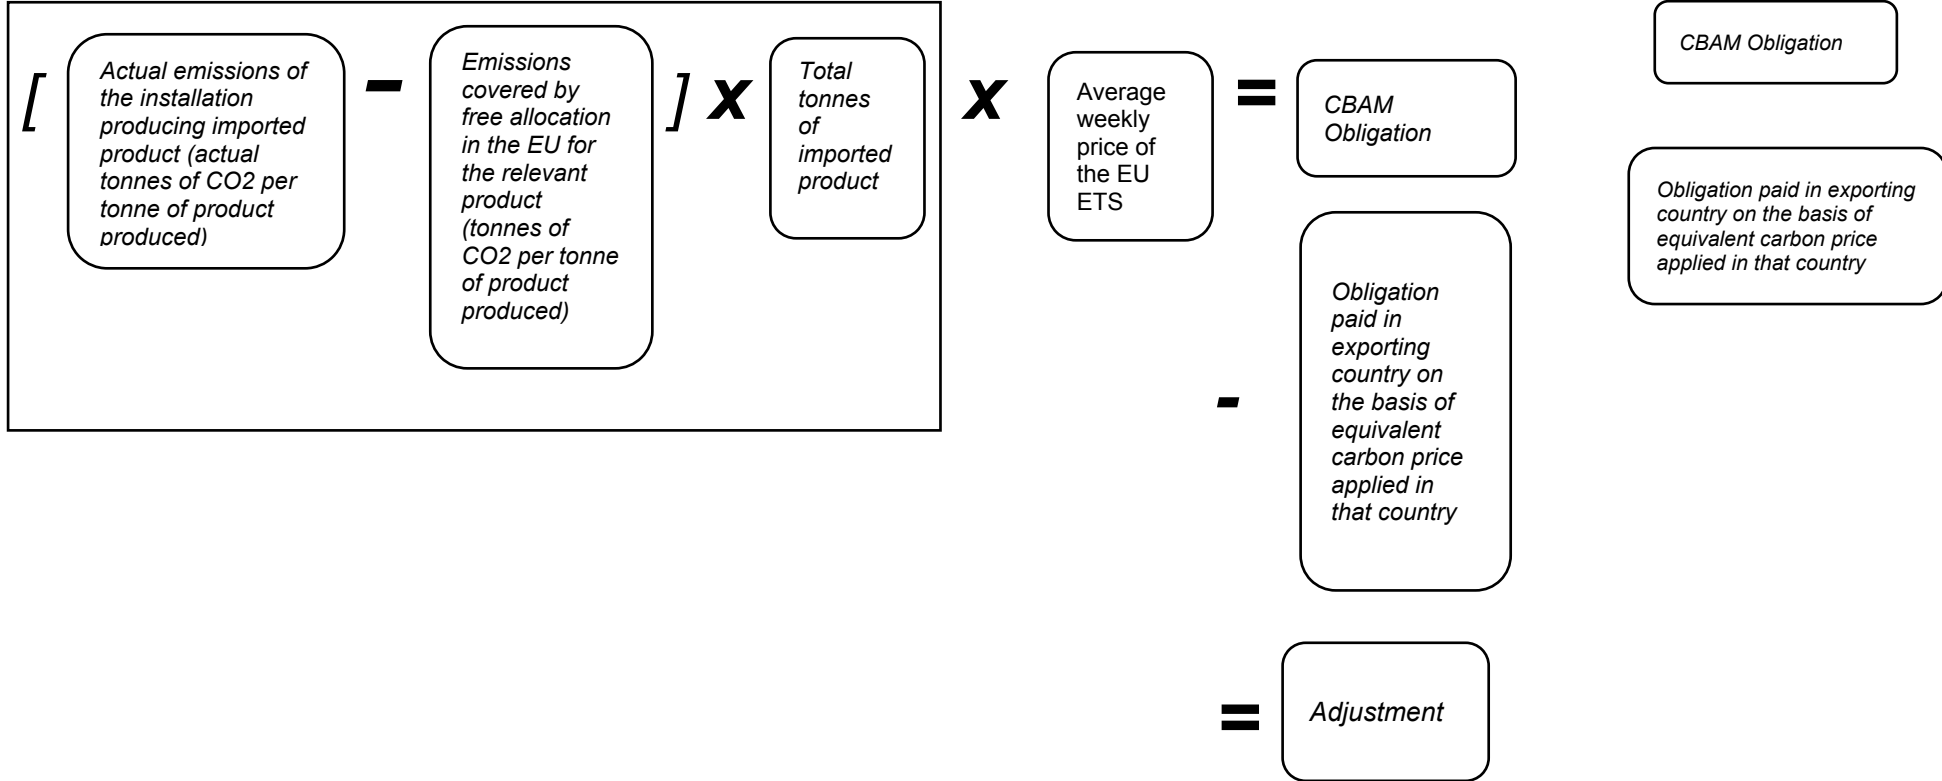 [
Actual emissions of
the installation
producing imported
product (actual
tonnes of CO2 per
tonne of product
produced)
-
Emissions
covered by
free allocation
in the EU for
the relevant
product
(tonnes of
CO2 per tonne
of product
produced)
]
x
Total
tonnes
of
imported
product
x
Average
weekly
price of
the EU
ETS
=
CBAM
Obligation
-
Obligation
paid in
exporting
country on
the basis of
equivalent
carbon price
applied in
that country
=
Adjustment
CBAM Obligation
Obligation paid in exporting
country on the basis of
equivalent carbon price
applied in that country